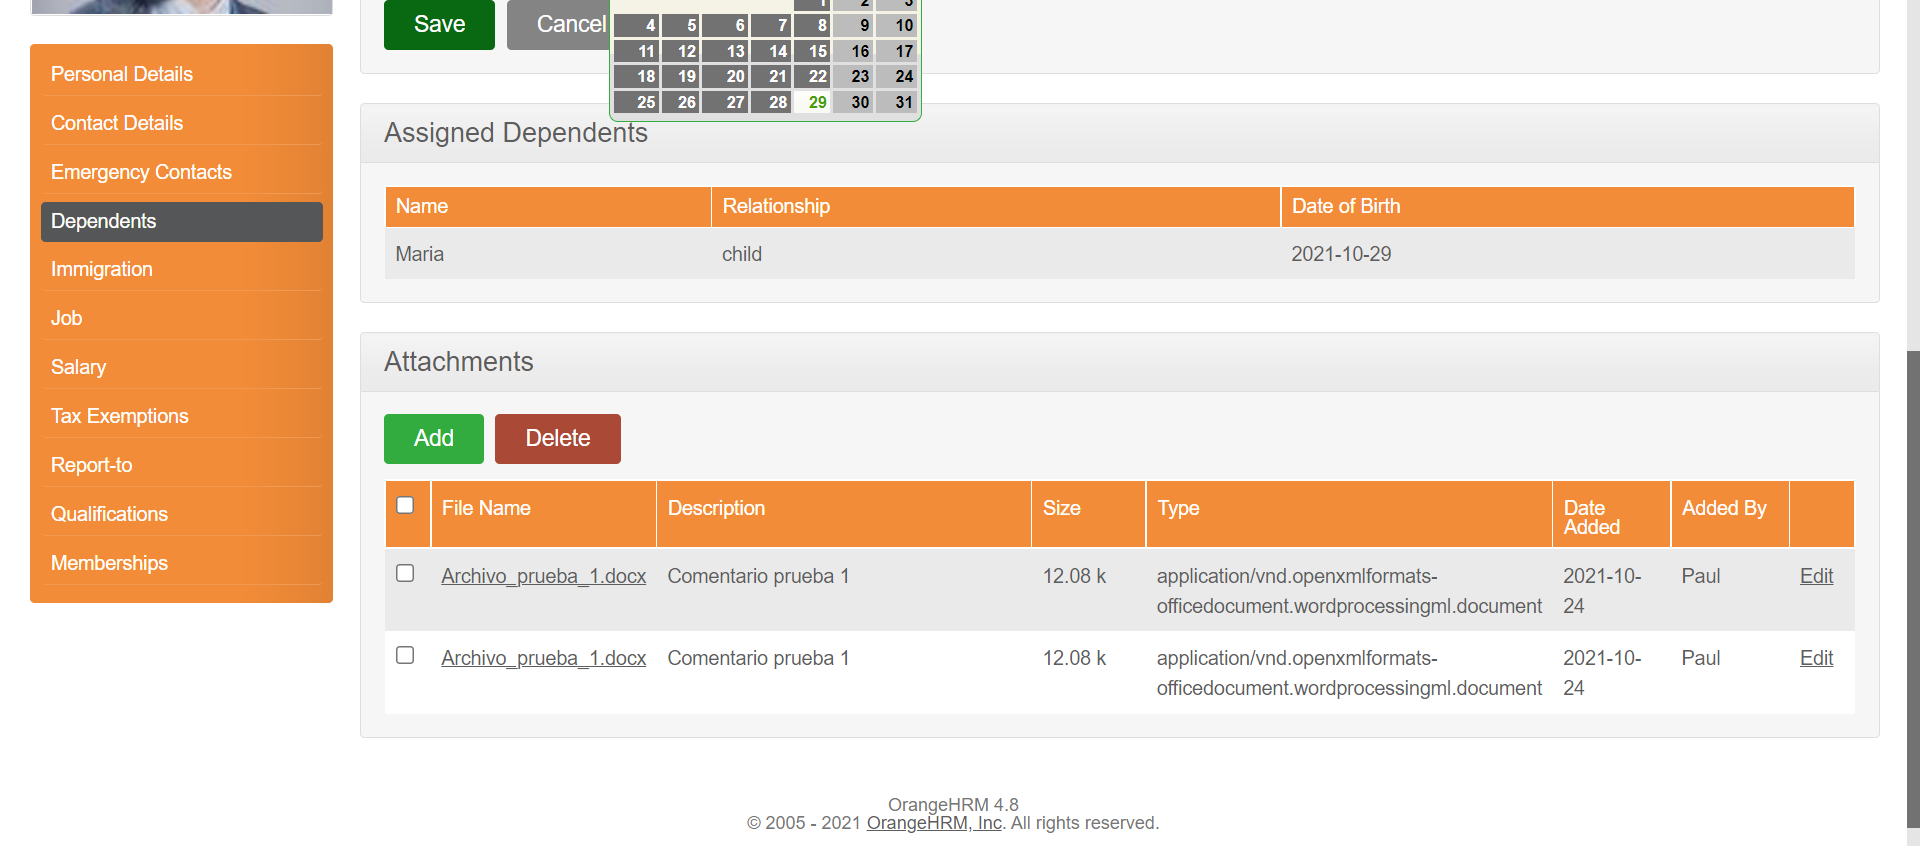 Save Cancel
1 2 3
4 5 6 7 8 9 10
11 12 13 14 15 16 17
18 19 20 21 22 23 24
25 26 27 28 29 30 31
Personal Details
Contact Details
Emergency Contacts
Dependents
Immigration
Job
Salary
Tax Exemptions
Report-to
Qualifications
Memberships
Assigned Dependents
Name Relationship Date of Birth
Maria child 2021-10-29
Attachments
Add Delete
File Name Description Size Type Date Added Added By
Archivo_prueba_1.docx Comentario prueba 1 12.08 k application/vnd.openxmlformats-officedocument.wordprocessingml.document 2021-10-24 Paul Edit
Archivo_prueba_1.docx Comentario prueba 1 12.08 k application/vnd.openxmlformats-officedocument.wordprocessingml.document 2021-10-24 Paul Edit
OrangeHRM 4.8
© 2005 - 2021 OrangeHRM, Inc. All rights reserved.